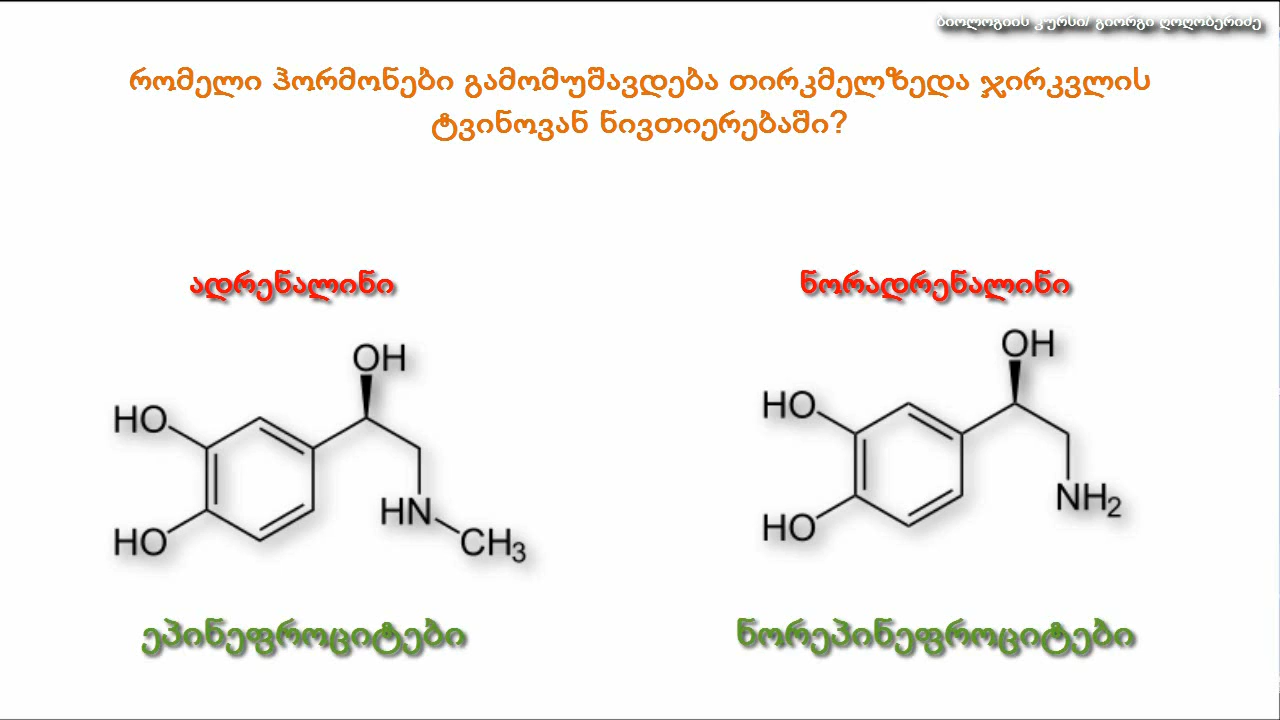 ბიოლოგიის კურსი/ გიორგი ღოღობერიძე
რომელი ჰორმონები გამომუშავდება თირკმელზედა ჯირკვლის
ტვინოვან ნივთიერებაში?
ადრენალინი
ნორადრენალინი
OH
HO
HO
HN
CH₃
OH
HO
HO
NH₂
ეპინეფროციტები
ნორეპინეფროციტები